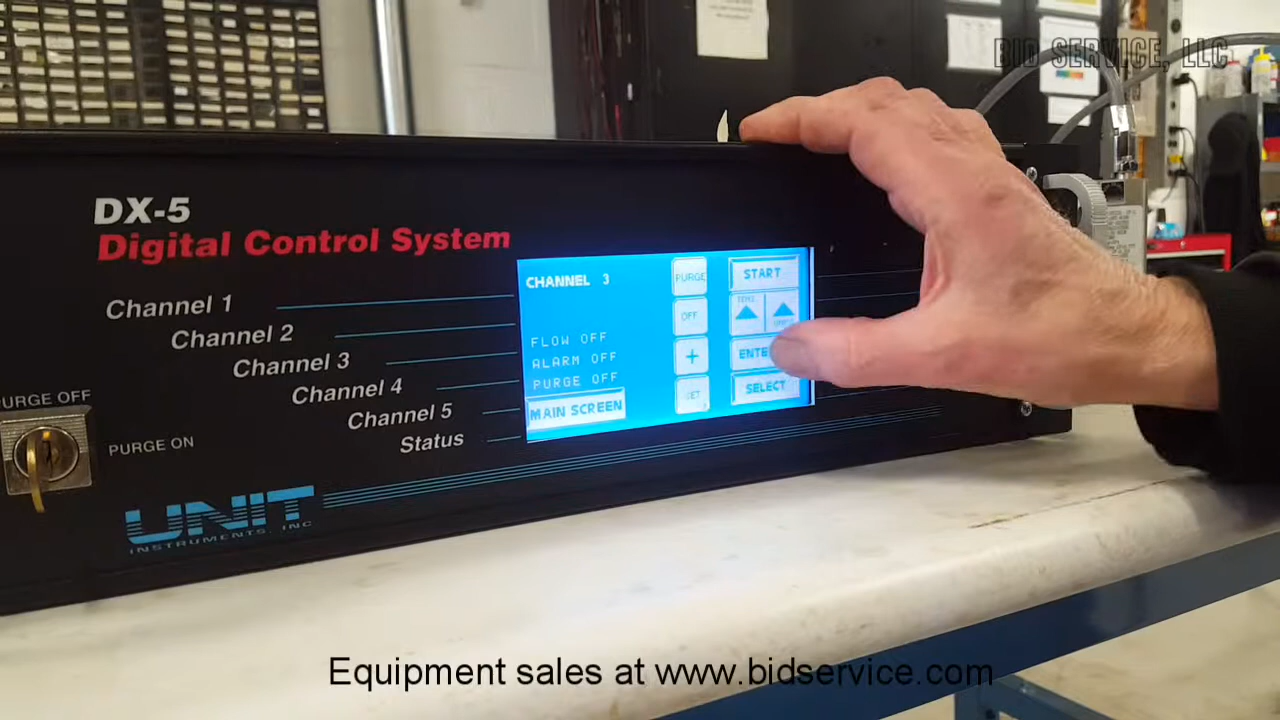 BID SERVICE, LLC
DX-5
Digital Control System
Channel 1
Channel 2
Channel 3
Channel 4
Channel 5
Status
PURGE OFF
PURGE ON
UNIT
INSTRUMENTS, INC
CHANNEL 3
FLOW OFF
ALARM OFF
PURGE OFF
MAIN SCREEN
PURGE
OFF
+
SET
START
ENTE
SELECT
Equipment sales at www.bidservice.com